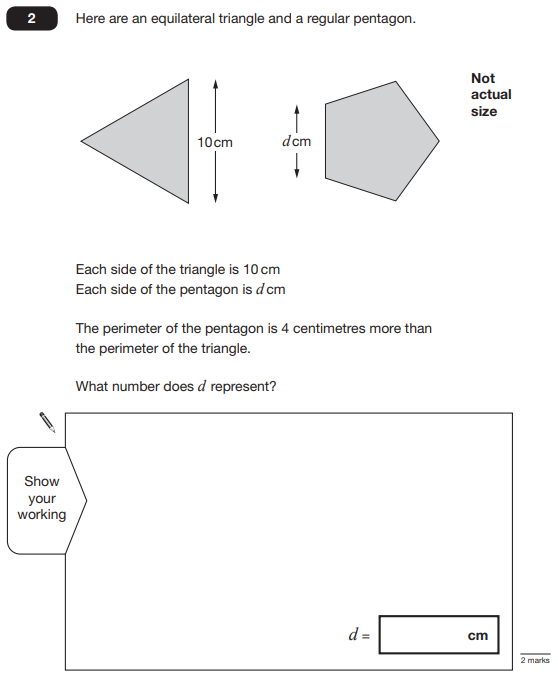 2
Here are an equilateral triangle and a regular pentagon.
Not
actual
size
10 cm
d cm
Each side of the triangle is 10 cm
Each side of the pentagon is d cm
The perimeter of the pentagon is 4 centimetres more than
the perimeter of the triangle.
What number does d represent?
Show
your
working
d =
cm
2 marks